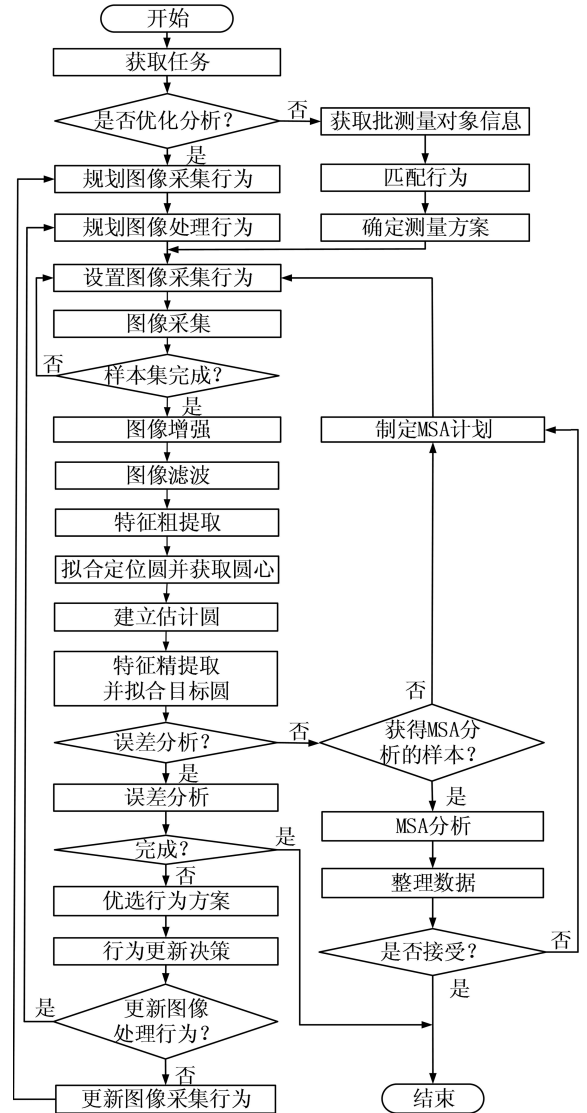 开始
获取任务
是否优化分析?
否
是
获取批测量对象信息
规划图像采集行为
匹配行为
规划图像处理行为
确定测量方案
设置图像采集行为
图像采集
否
样本集完成?
是
图像增强
制定MSA计划
图像滤波
特征粗提取
拟合定位圆并获取圆心
建立估计圆
特征精提取
并拟合目标圆
否
误差分析?
否
获得MSA分
析的样本?
是
误差分析
是
MSA分析
完成?
是
否
整理数据
优选行为方案
行为更新决策
是否接受?
否
是
是
更新图像
处理行为?
否
更新图像采集行为
结束